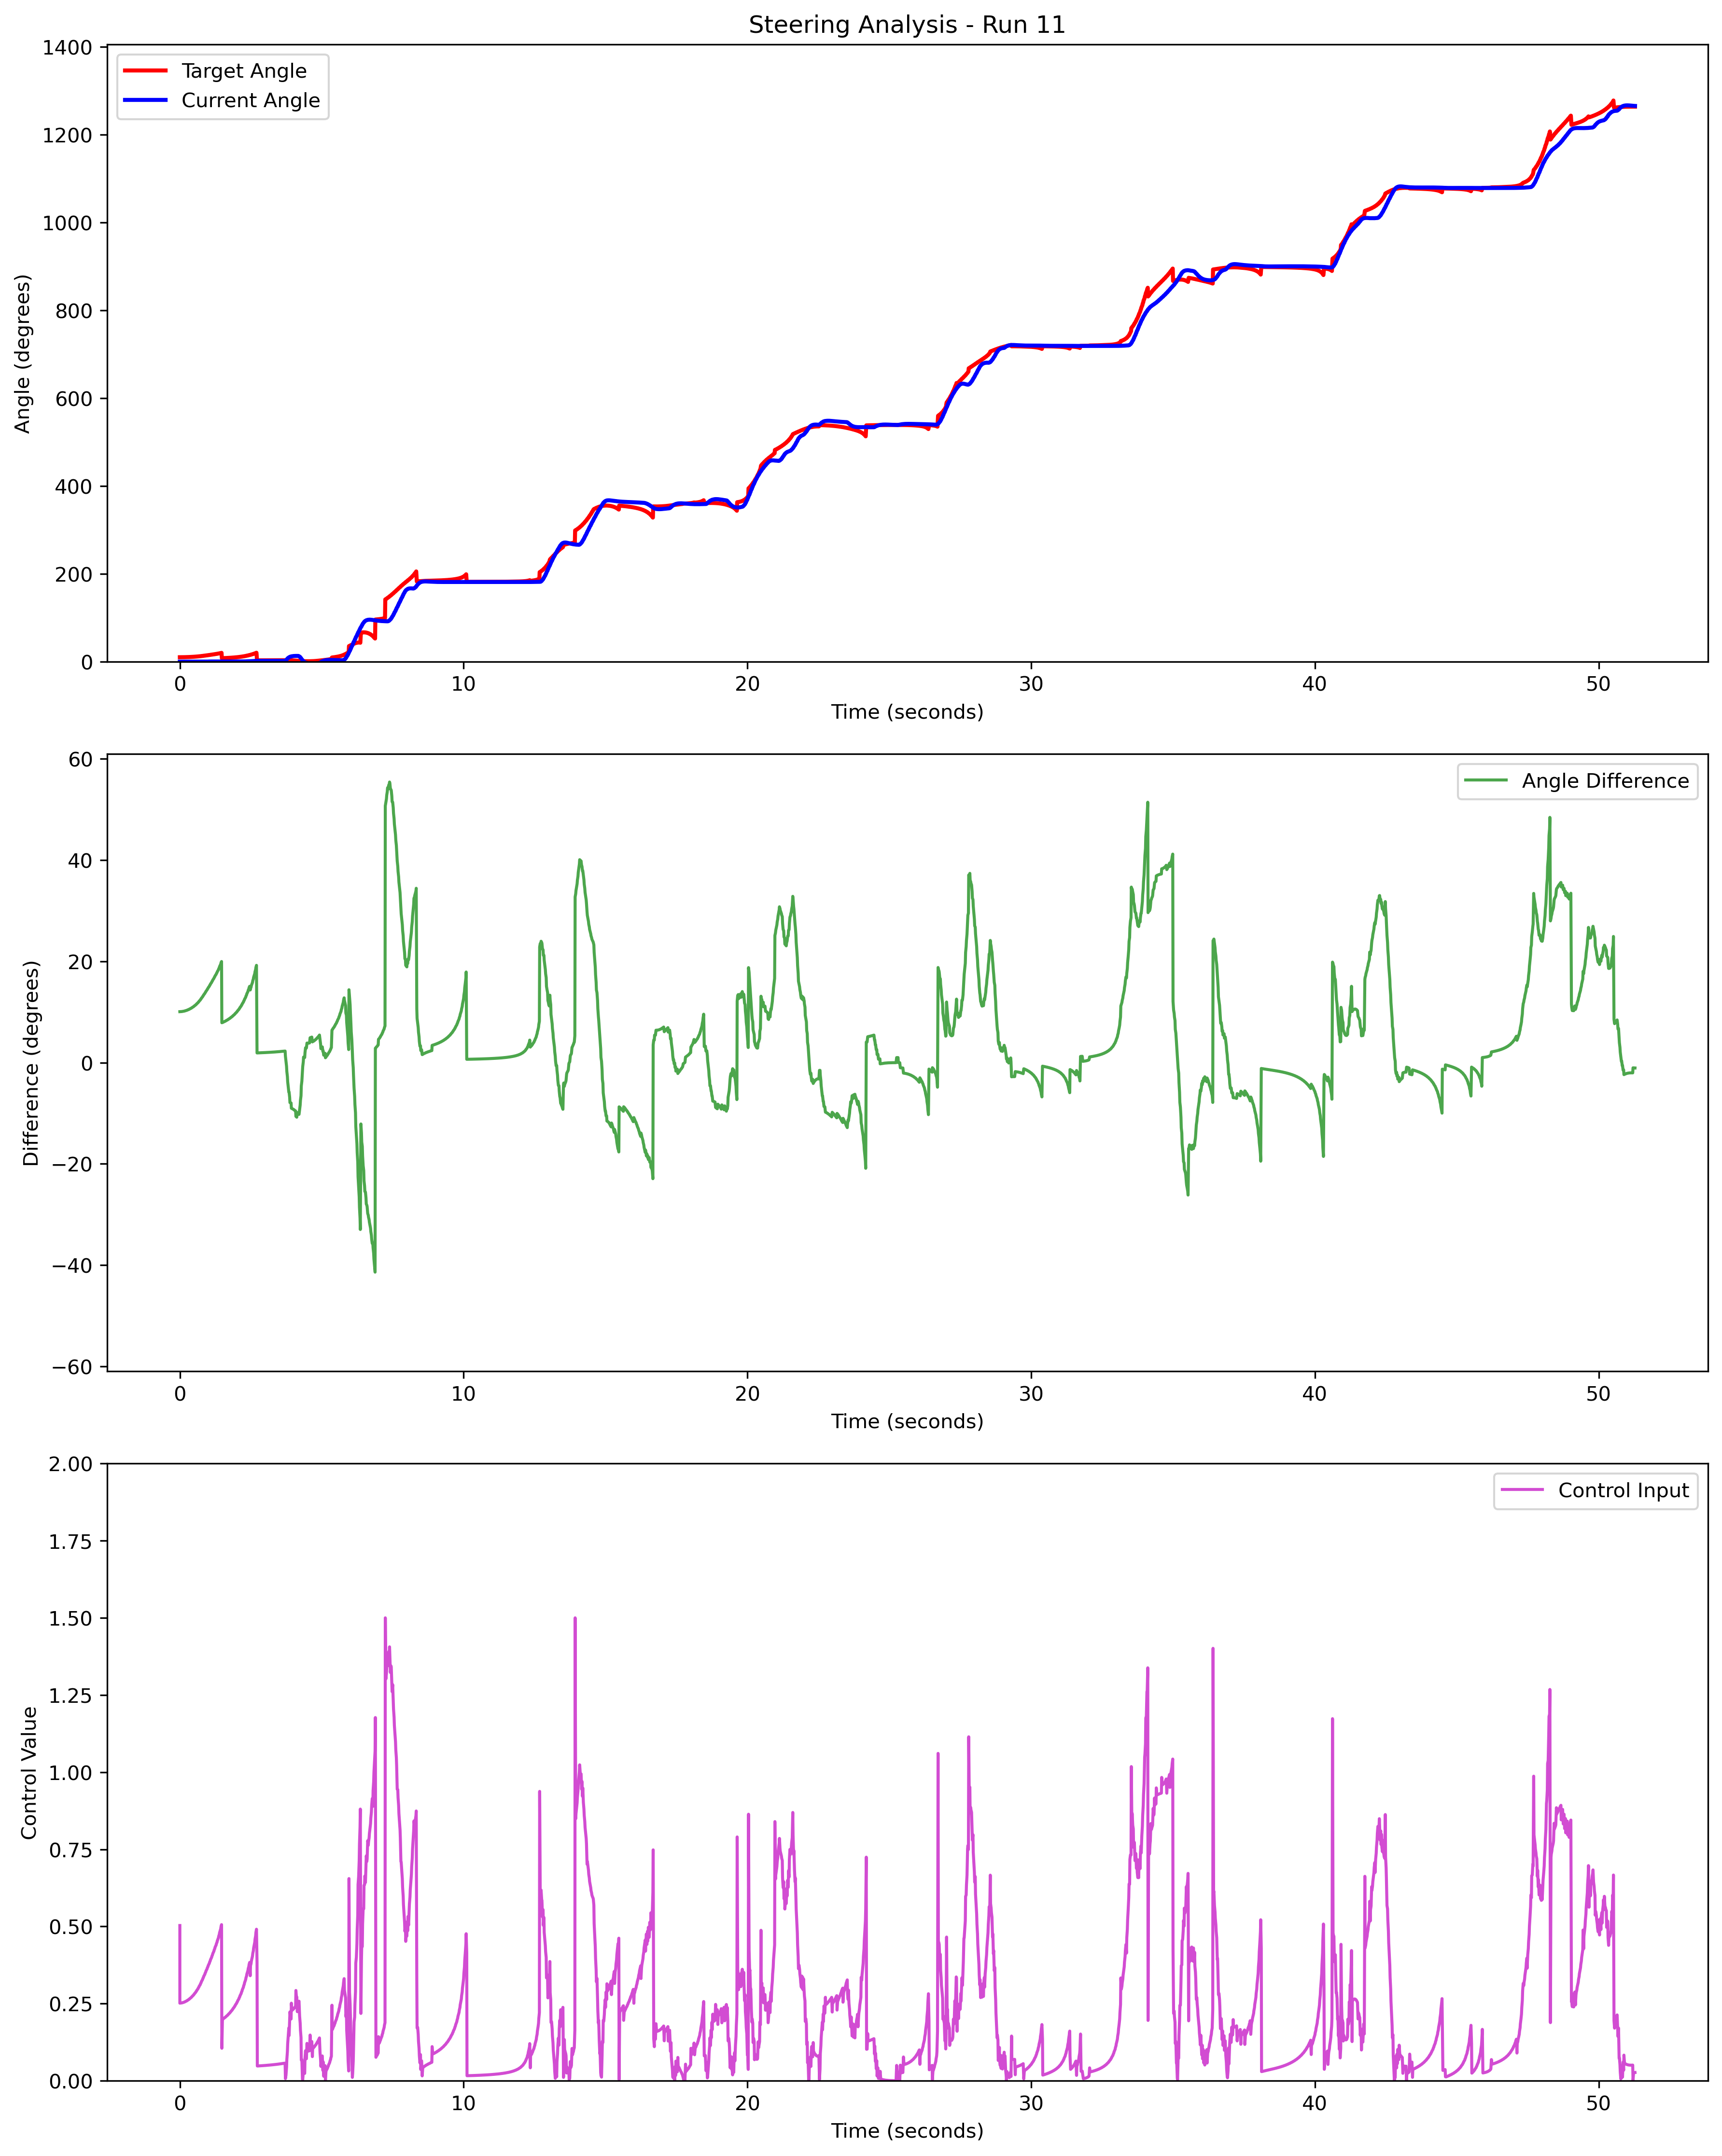 Steering Analysis - Run 11
1400
1200
1000
800
600
400
200
0
Angle (degrees)
Target Angle
Current Angle
0 10 20 30 40 50
Time (seconds)
60
40
20
0
−20
−40
−60
Difference (degrees)
Angle Difference
0 10 20 30 40 50
Time (seconds)
2.00
1.75
1.50
1.25
1.00
0.75
0.50
0.25
0.00
Control Value
Control Input
0 10 20 30 40 50
Time (seconds)